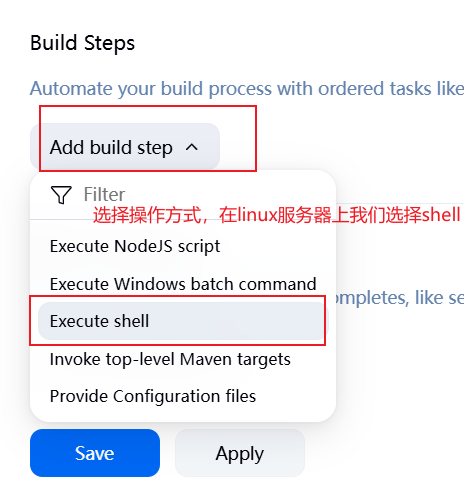 Build Steps
Automate your build process with ordered tasks like
Add build step
Filter
选择操作方式，在linux服务器上我们选择shell
Execute NodeJS script
Execute Windows batch command
ompletes, like se
Execute shell
Invoke top-level Maven targets
Provide Configuration files
Save
Apply